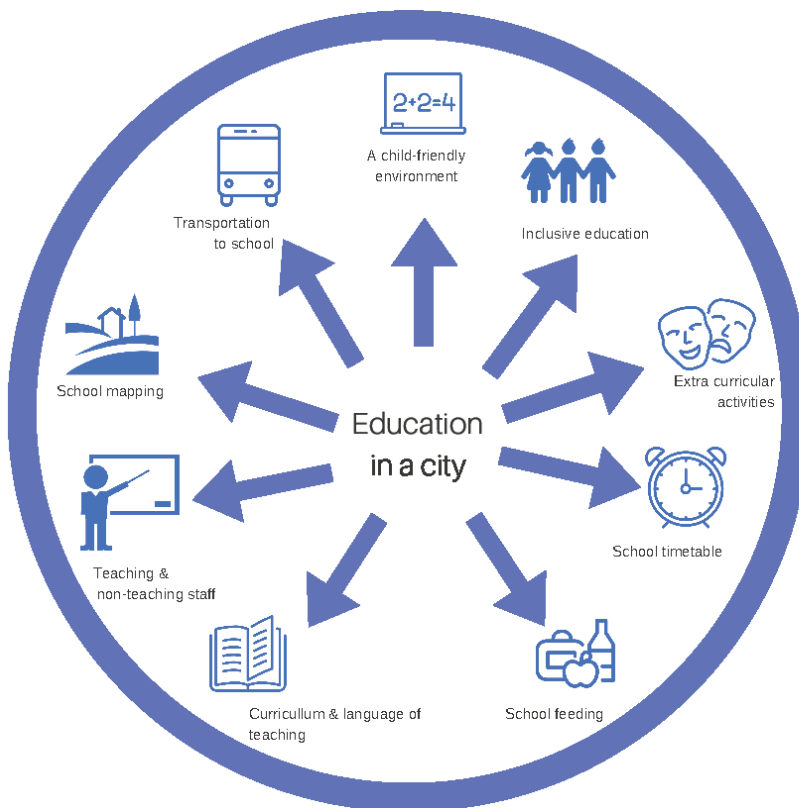 2+2=4
A child-friendly
environment
Transportation
to school
Inclusive education
School mapping
Extra curricular
activities
Education
in a city
Teaching &
non-teaching staff
School timetable
Curricullum & language of
teaching
School feeding